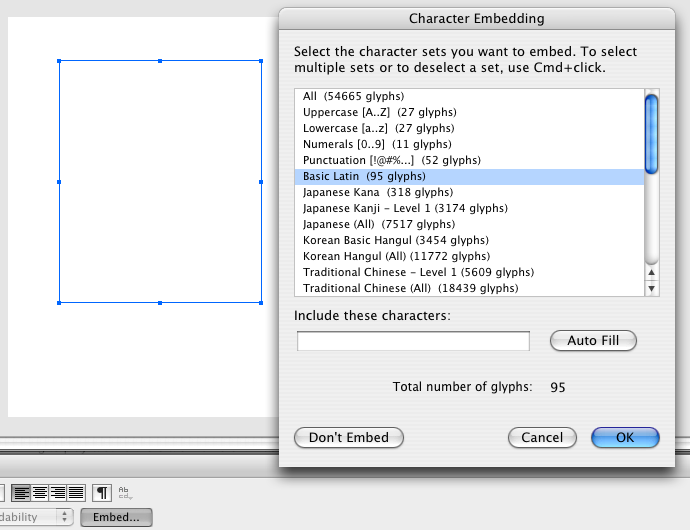 Character Embedding
Select the character sets you want to embed. To select
multiple sets or to deselect a set, use Cmd+click.
All (54665 glyphs)
Uppercase [A..Z] (27 glyphs)
Lowercase [a..z] (27 glyphs)
Numerals [0..9] (11 glyphs)
Punctuation [!@#%...] (52 glyphs)
Basic Latin (95 glyphs)
Japanese Kana (318 glyphs)
Japanese Kanji - Level 1 (3174 glyphs)
Japanese (All) (7517 glyphs)
Korean Basic Hangul (3454 glyphs)
Korean Hangul (All) (11772 glyphs)
Traditional Chinese - Level 1 (5609 glyphs)
Traditional Chinese (All) (18439 glyphs)
Include these characters:
Auto Fill
Total number of glyphs: 95
Don't Embed
Cancel
OK
¶
Ab
cd
dability
Embed...